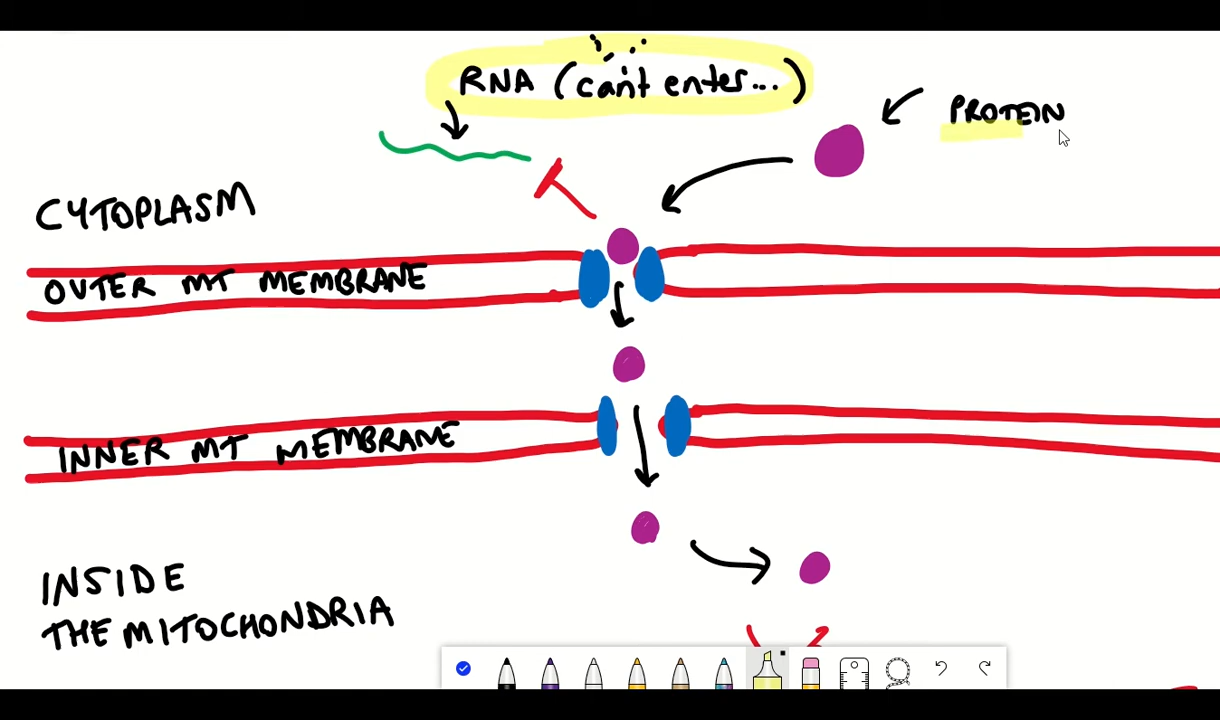 RNA (can't enter...)
PROTEIN
CYTOPLASM
OUTER MT MEMBRANE
INNER MT MEMBRANE
INSIDE
THE MITOCHONDRIA